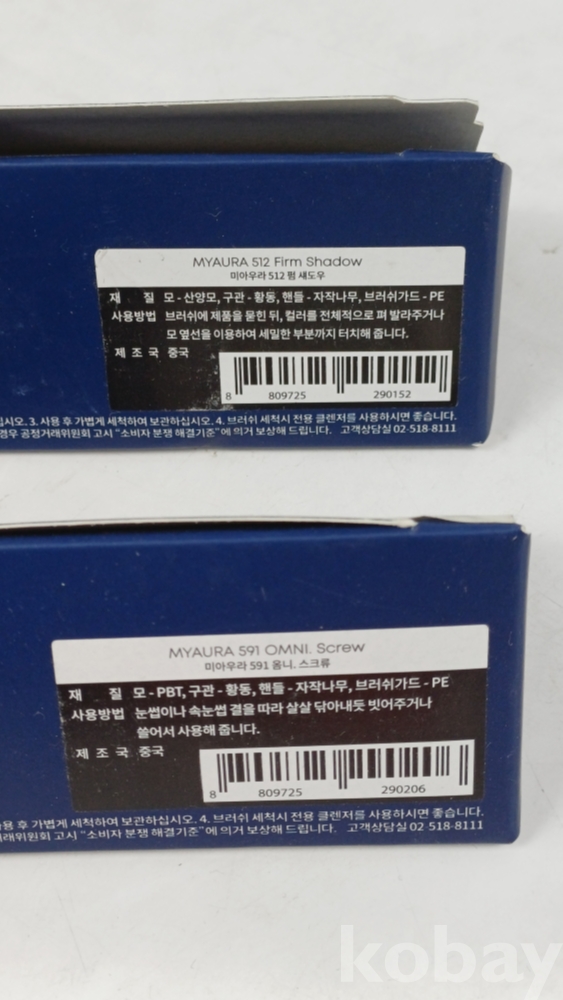 MYAURA 512 Firm Shadow
미아우라 512 펌 섀도우
재 질 모 - 산양모, 구관 - 황동, 핸들 - 자작나무, 브러쉬가드 - PE
사용방법 브러쉬에 제품을 묻힌 뒤, 컬러를 전체적으로 펴 발라주거나
모 옆선을 이용하여 세밀한 부분까지 터치해 줍니다.
제 조 국 중국
8 809725 290152
십시오. 3. 사용 후 가볍게 세척하여 보관하십시오. 4. 브러쉬 세척시 전용 클렌저를 사용하시면 좋습니다.
경우 공정거래위원회 고시 "소비자 분쟁 해결기준"에 의거 보상해 드립니다. 고객상담실 02-518-8111
MYAURA 591 OMNI. Screw
미아우라 591 옴니. 스크류
재 질 모 - PBT, 구관 - 황동, 핸들 - 자작나무, 브러쉬가드 - PE
사용방법 눈썹이나 속눈썹 결을 따라 살살 닦아내듯 빗어주거나
쓸어서 사용해 줍니다.
제 조 국 중국
8 809725 290206
용 후 가볍게 세척하여 보관하십시오. 4. 브러쉬 세척시 전용 클렌저를 사용하시면 좋습니다.
래위원회 고시 "소비자 분쟁 해결기준"에 의거 보상해 드립니다. 고객상담실 02 518-8111
kobay